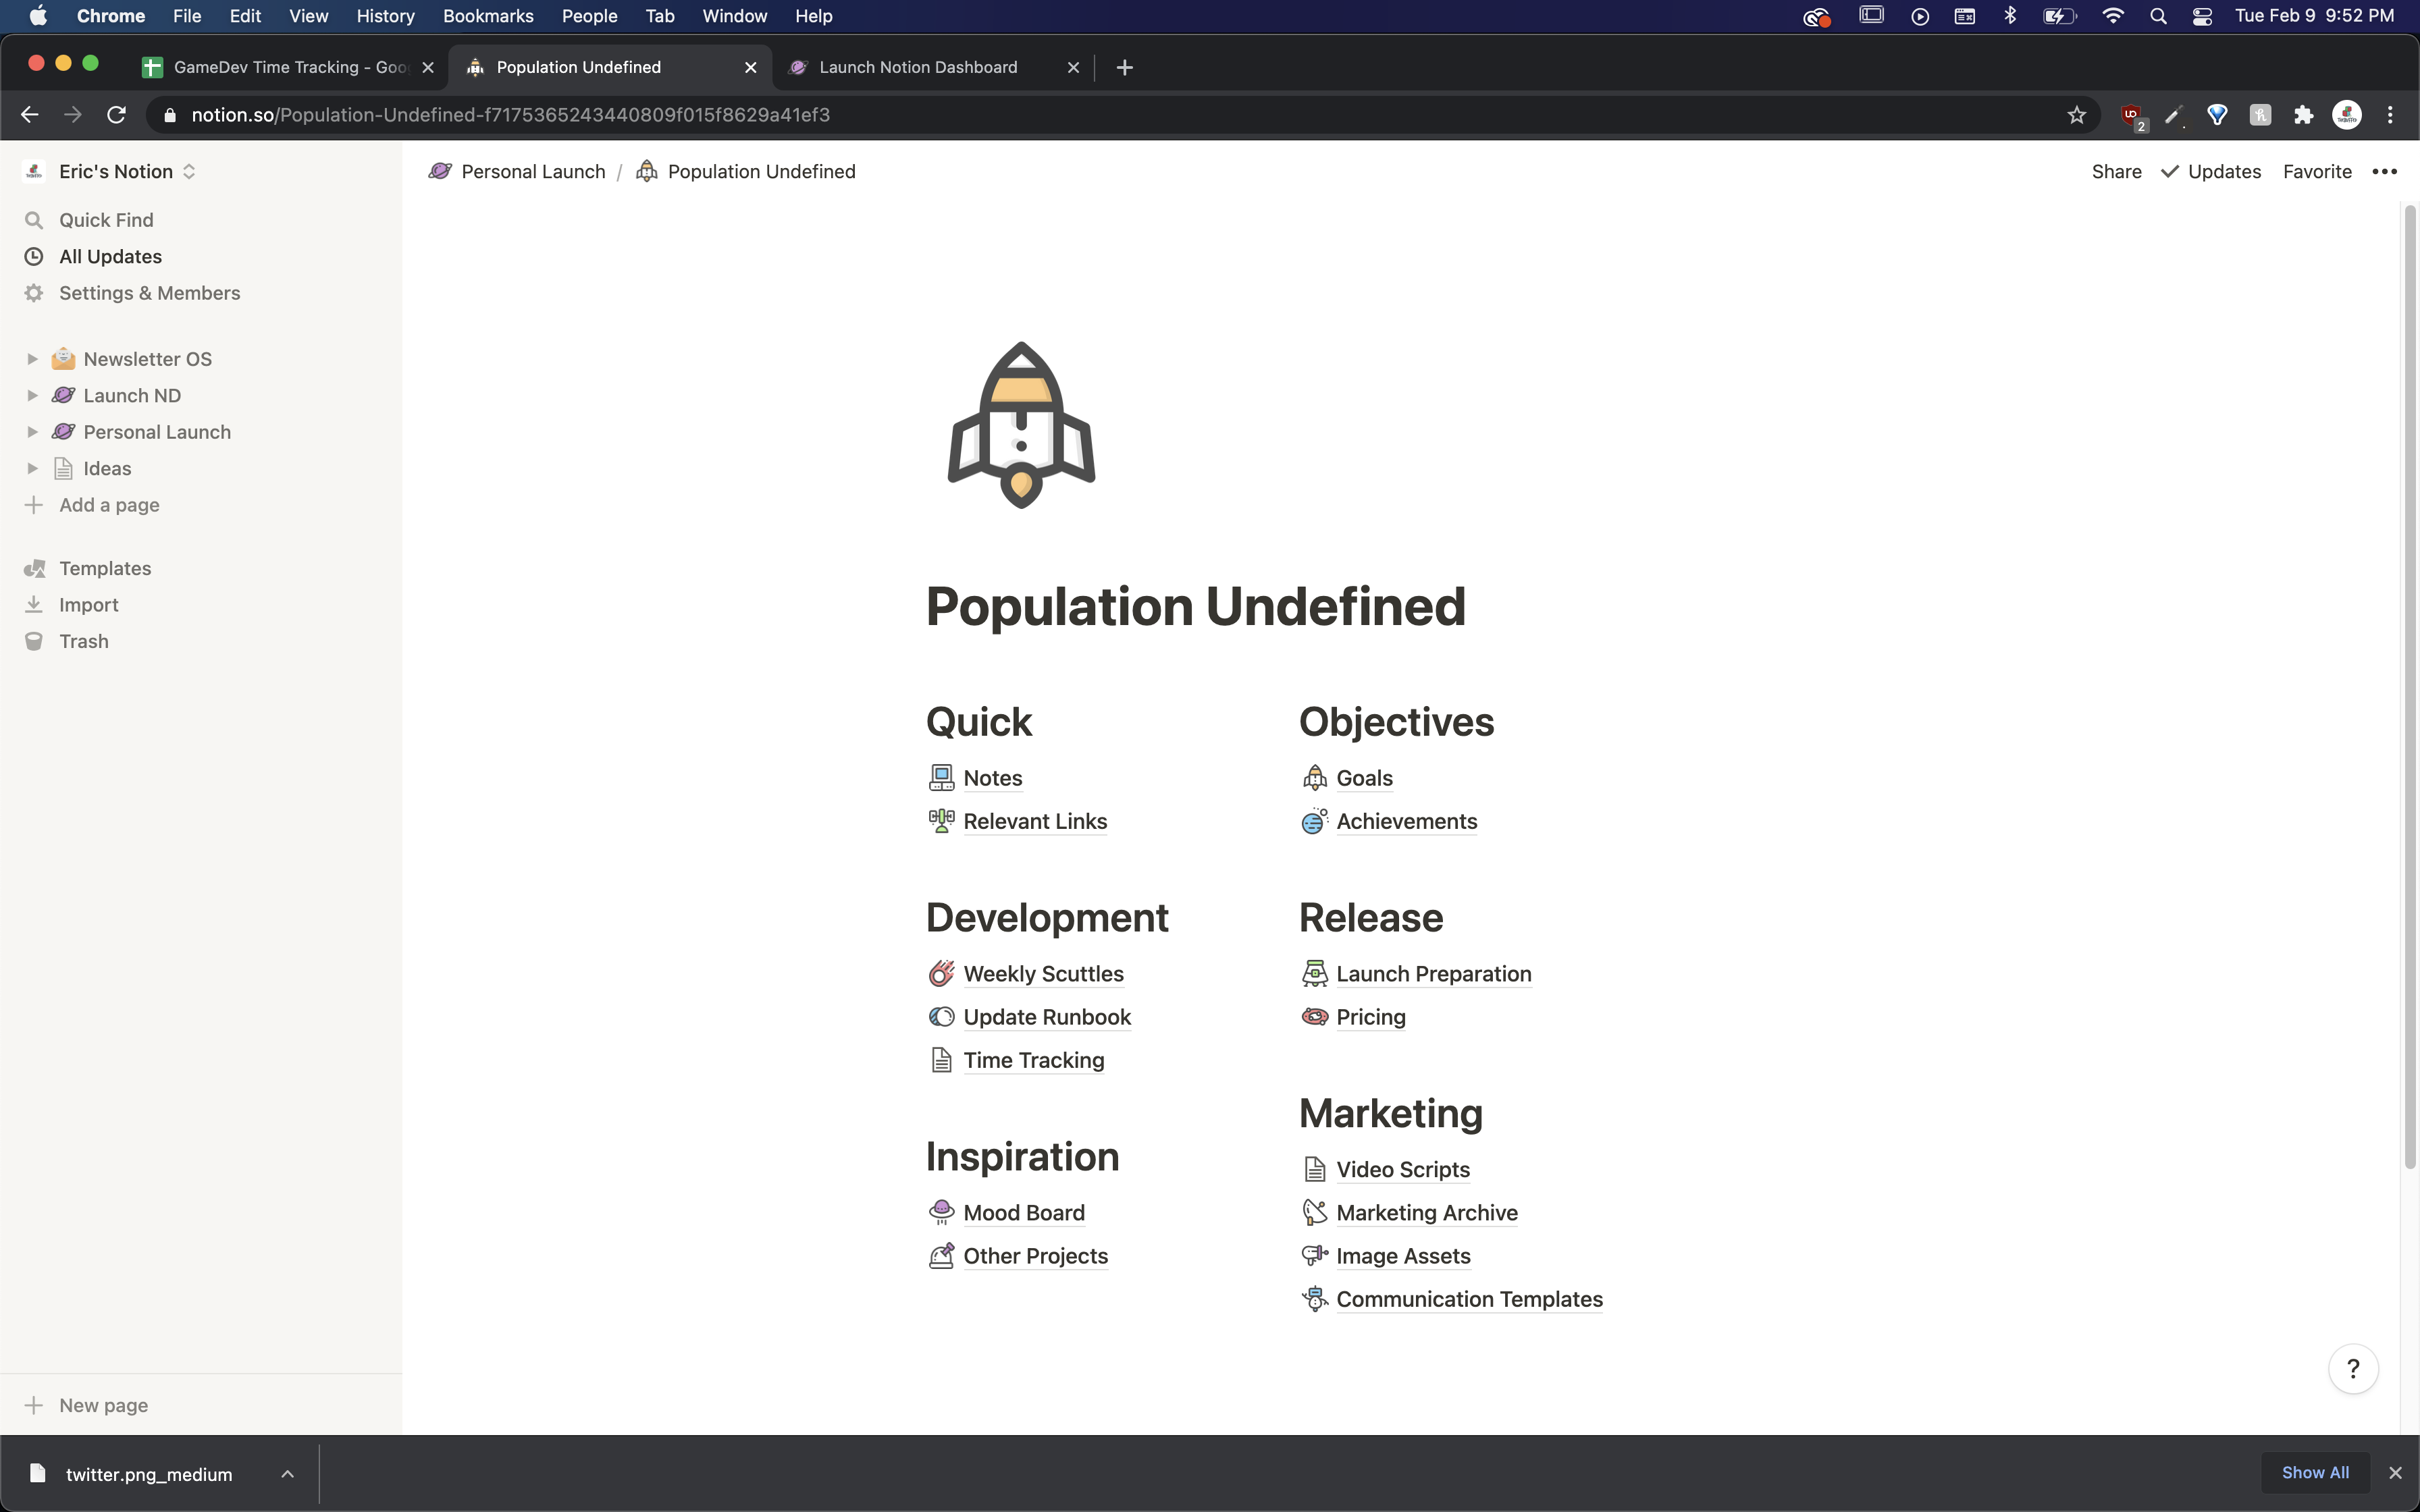 Chrome File Edit View History Bookmarks People Tab Window Help Tue Feb 9 9:52 PM
GameDev Time Tracking - Goo Population Undefined Launch Notion Dashboard
notion.so/Population-Undefined-f7175365243440809f015f8629a41ef3 2
Eric's Notion
Quick Find
All Updates
Settings & Members
Newsletter OS
Launch ND
Personal Launch
Ideas
Add a page
Templates
Import
Trash
New page
Personal Launch / Population Undefined
Share Updates Favorite
Population Undefined
Quick
Notes
Relevant Links
Development
Weekly Scuttles
Update Runbook
Time Tracking
Inspiration
Mood Board
Other Projects
Objectives
Goals
Achievements
Release
Launch Preparation
Pricing
Marketing
Video Scripts
Marketing Archive
Image Assets
Communication Templates
?
twitter.png_medium
Show All